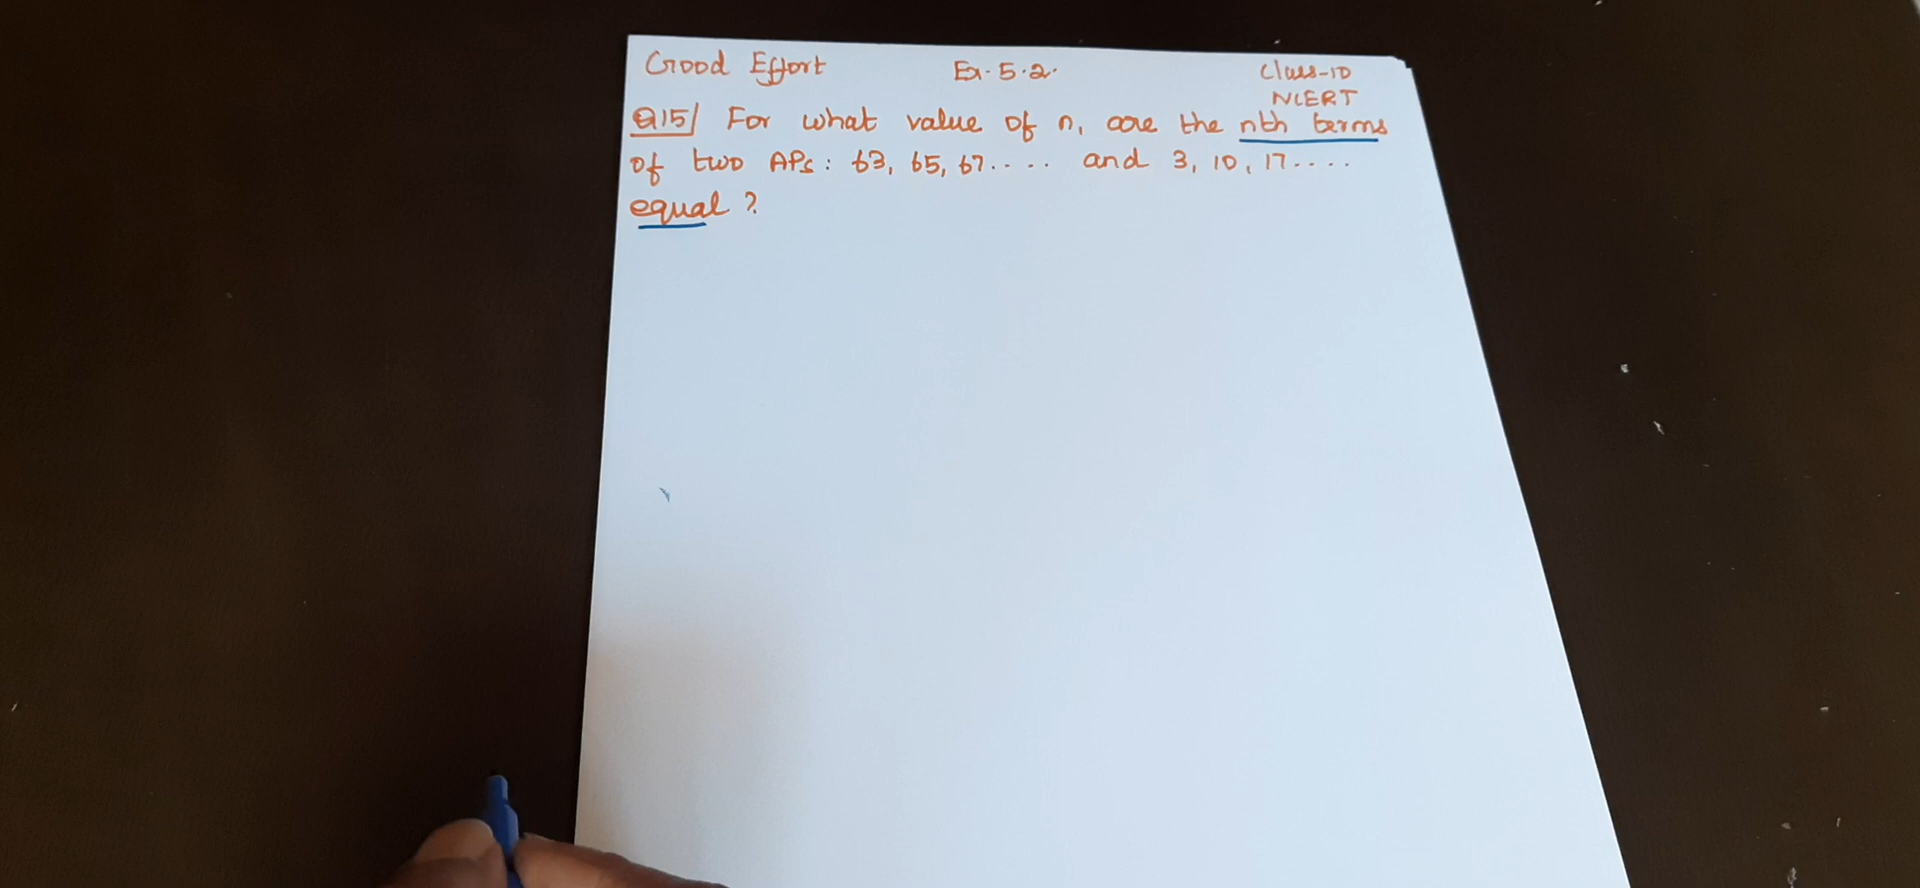 Good Effort Ex. 5.2. Class-10
NCERT
Q15/ For what value of n, are the nth terms
of two APs: 63, 65, 67.... and 3, 10, 17....
equal ?